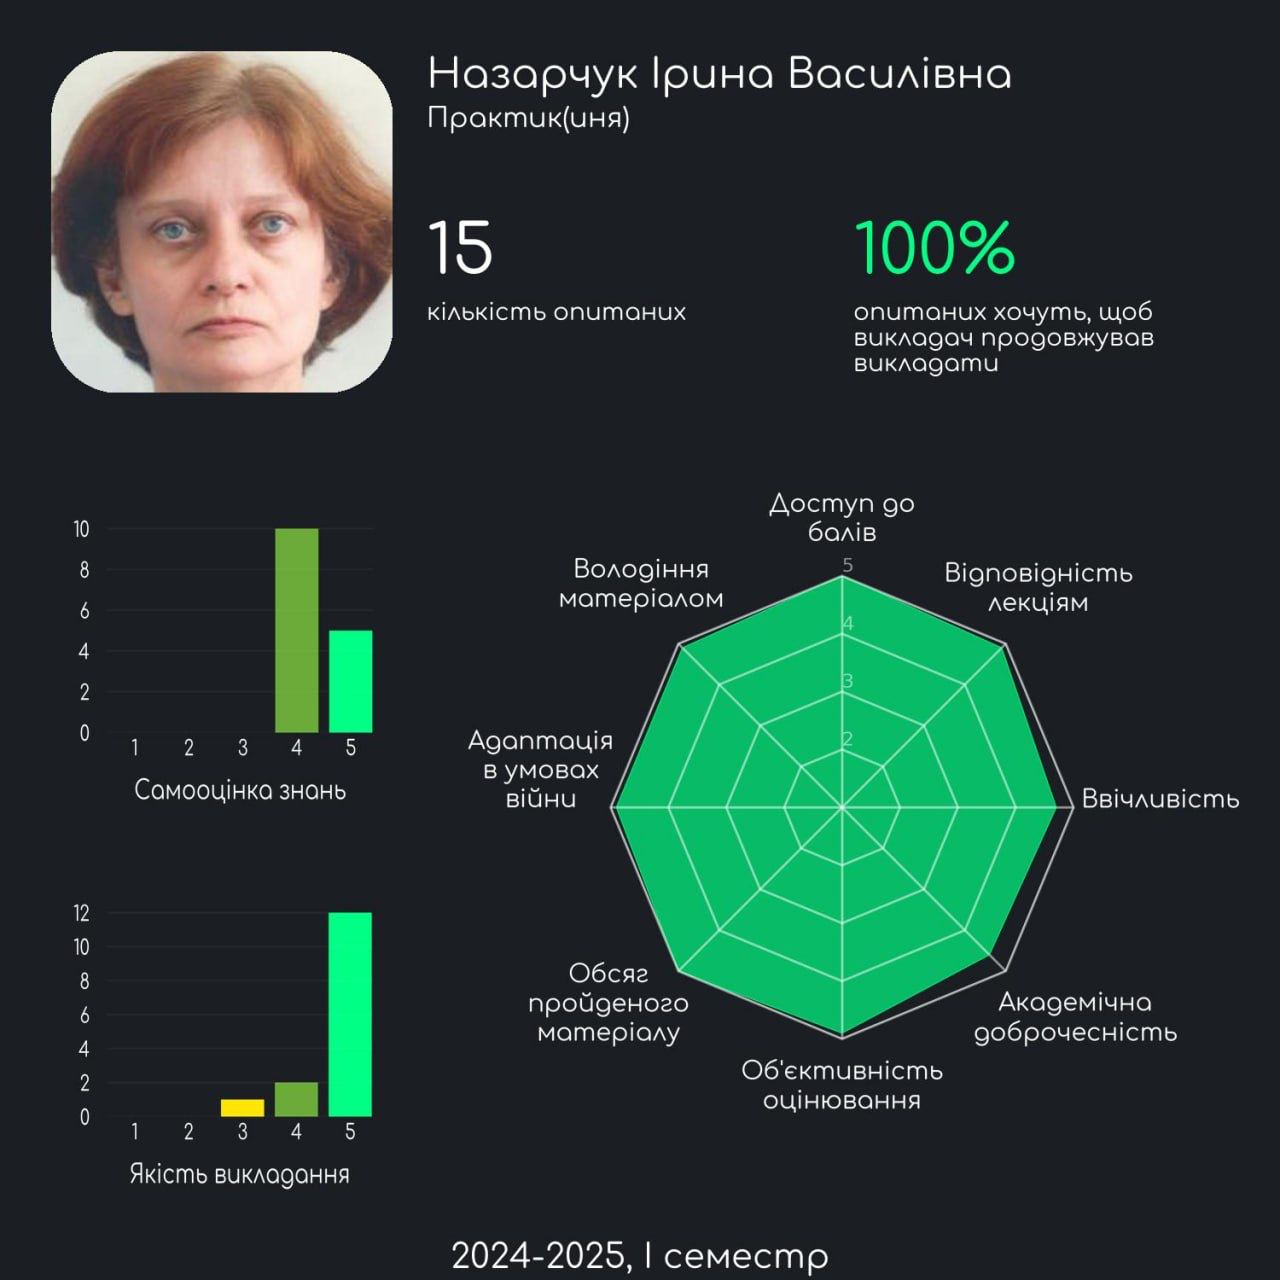 Назарчук Ірина Василівна
Практик(иня)
15
кількість опитаних
100%
опитаних хочуть, щоб
викладач продовжував
викладати
10
8
6
4
2
0
1 2 3 4 5
Самооцінка знань
12
10
8
6
4
2
0
1 2 3 4 5
Якість викладання
Доступ до
балів
Відповідність
лекціям
Ввічливість
Академічна
доброчесність
Об'єктивність
оцінювання
Обсяг
пройденого
матеріалу
Адаптація
в умовах
війни
Володіння
матеріалом
5
4
3
2
2024-2025, І семестр